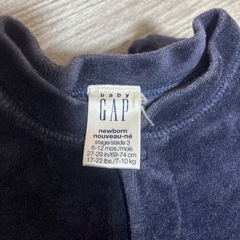 baby
GAP
newborn
nouveau-né
stage/stade 3
6-12 mos./mois
27-29 in/69-74 cm
17-22 lbs./7-10 kg